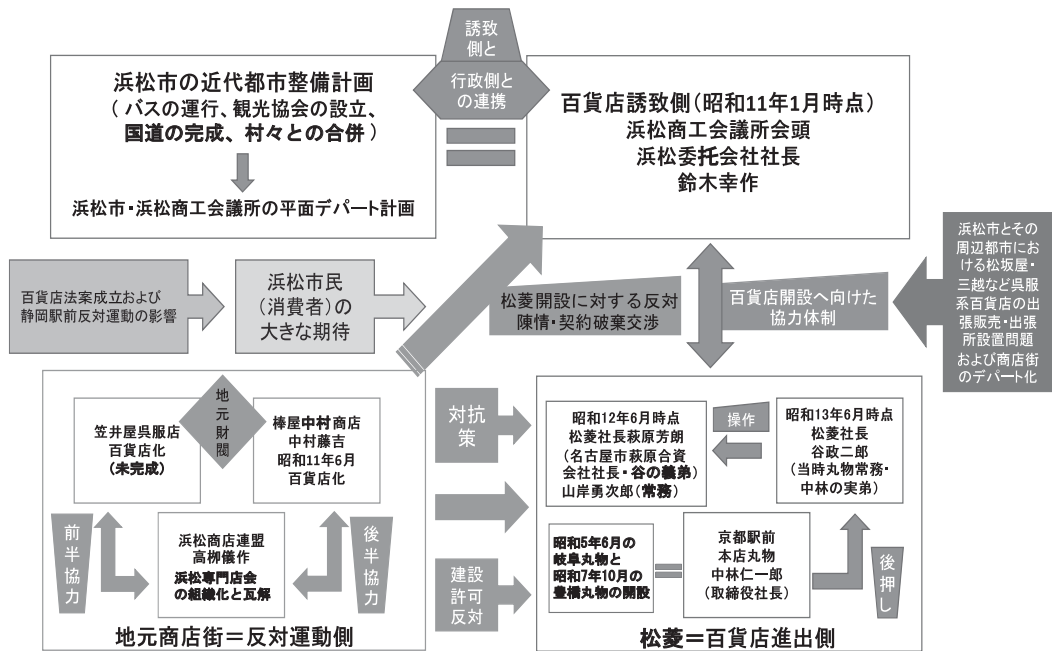 誘致
側と
行政側と
の連携
浜松市の近代都市整備計画
（バスの運行、観光協会の設立、
国道の完成、村々との合併）
浜松市・浜松商工会議所の平面デパート計画
百貨店誘致側（昭和11年1月時点）
浜松商工会議所会頭
浜松委托会社社長
鈴木幸作
百貨店法案成立および
静岡駅前反対運動の影響
浜松市民
（消費者）の
大きな期待
松菱開設に対する反対
陳情・契約破棄交渉
百貨店開設へ向けた
協力体制
浜松市とその
周辺都市にお
ける松坂屋・
三越など呉服
系百貨店の出
張販売・出張
所設置問題
および商店街
のデパート化
地元財閥
笠井屋呉服店
百貨店化
（未完成）
棒屋中村商店
中村藤吉
昭和11年6月
百貨店化
前半協力
浜松商店連盟
高柳儀作
浜松専門店会
の組織化と瓦解
後半協力
地元商店街＝反対運動側
対抗
策
建設
許可
反対
昭和12年6月時点
松菱社長萩原芳朗
（名古屋市萩原合資
会社社長・谷の義弟）
山岸勇次郎（常務）
操作
昭和13年6月時点
松菱社長
谷政二郎
（当時丸物常務・
中林の実弟）
昭和5年6月の
岐阜丸物と
昭和7年10月の
豊橋丸物の開設
京都駅前
本店丸物
中林仁一郎
（取締役社長）
後押し
松菱＝百貨店進出側